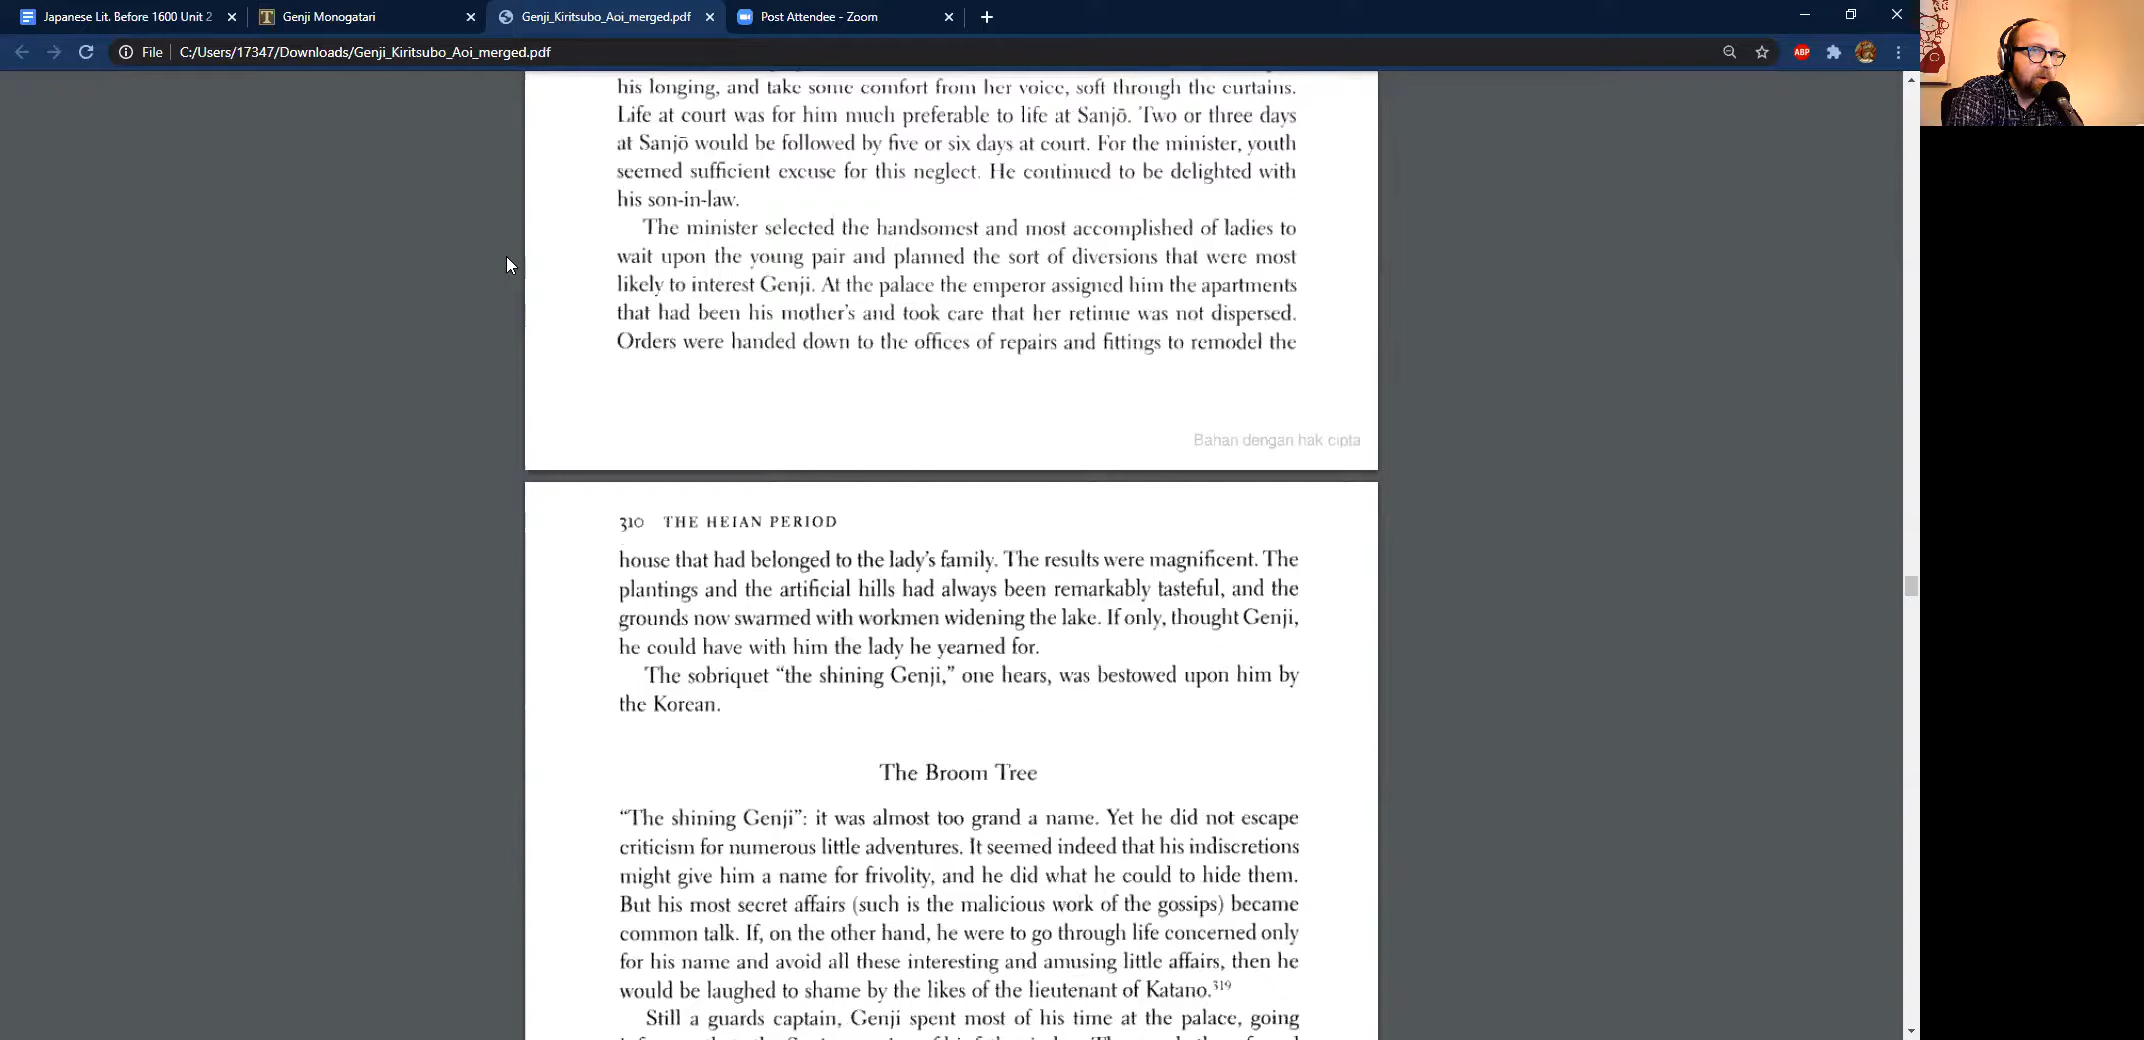 Japanese Lit. Before 1600 Unit 2
Genji Monogatari
Genji_Kiritsubo_Aoi_merged.pdf
Post Attendee - Zoom
File
C:/Users/17347/Downloads/Genji_Kiritsubo_Aoi_merged.pdf
ABP
his longing, and take some comfort from her voice, soft through the curtains.
Life at court was for him much preferable to life at Sanjō. Two or three days
at Sanjō would be followed by five or six days at court. For the minister, youth
seemed sufficient excuse for this neglect. He continued to be delighted with
his son-in-law.
The minister selected the handsomest and most accomplished of ladies to
wait upon the young pair and planned the sort of diversions that were most
likely to interest Genji. At the palace the emperor assigned him the apartments
that had been his mother's and took care that her retinue was not dispersed.
Orders were handed down to the offices of repairs and fittings to remodel the
Bahan dengan hak cipta
310 THE HEIAN PERIOD
house that had belonged to the lady's family. The results were magnificent. The
plantings and the artificial hills had always been remarkably tasteful, and the
grounds now swarmed with workmen widening the lake. If only, thought Genji,
he could have with him the lady he yearned for.
The sobriquet “the shining Genji,” one hears, was bestowed upon him by
the Korean.
The Broom Tree
“The shining Genji”: it was almost too grand a name. Yet he did not escape
criticism for numerous little adventures. It seemed indeed that his indiscretions
might give him a name for frivolity, and he did what he could to hide them.
But his most secret affairs (such is the malicious work of the gossips) became
common talk. If, on the other hand, he were to go through life concerned only
for his name and avoid all these interesting and amusing little affairs, then he
would be laughed to shame by the likes of the lieutenant of Katano.319
Still a guards captain, Genji spent most of his time at the palace, going